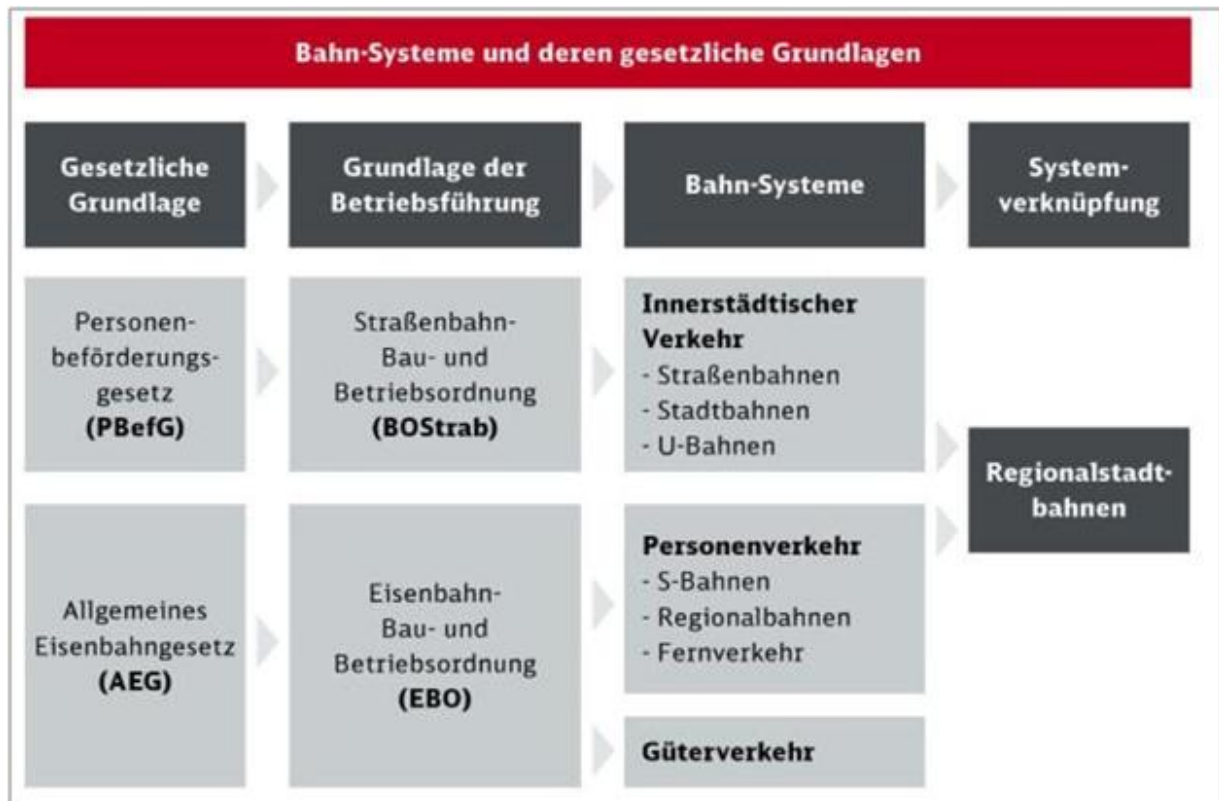 Bahn-Systeme und deren gesetzliche Grundlagen
Gesetzliche
Grundlage
Grundlage der
Betriebsführung
Bahn-Systeme
System-
verknüpfung
Personen-
beförderungs-
gesetz
(PBefG)
Straßenbahn-
Bau- und
Betriebsordnung
(BOStrab)
Innerstädtischer
Verkehr
- Straßenbahnen
- Stadtbahnen
- U-Bahnen
Regionalstadt-
bahnen
Allgemeines
Eisenbahngesetz
(AEG)
Eisenbahn-
Bau- und
Betriebsordnung
(EBO)
Personenverkehr
- S-Bahnen
- Regionalbahnen
- Fernverkehr
Güterverkehr